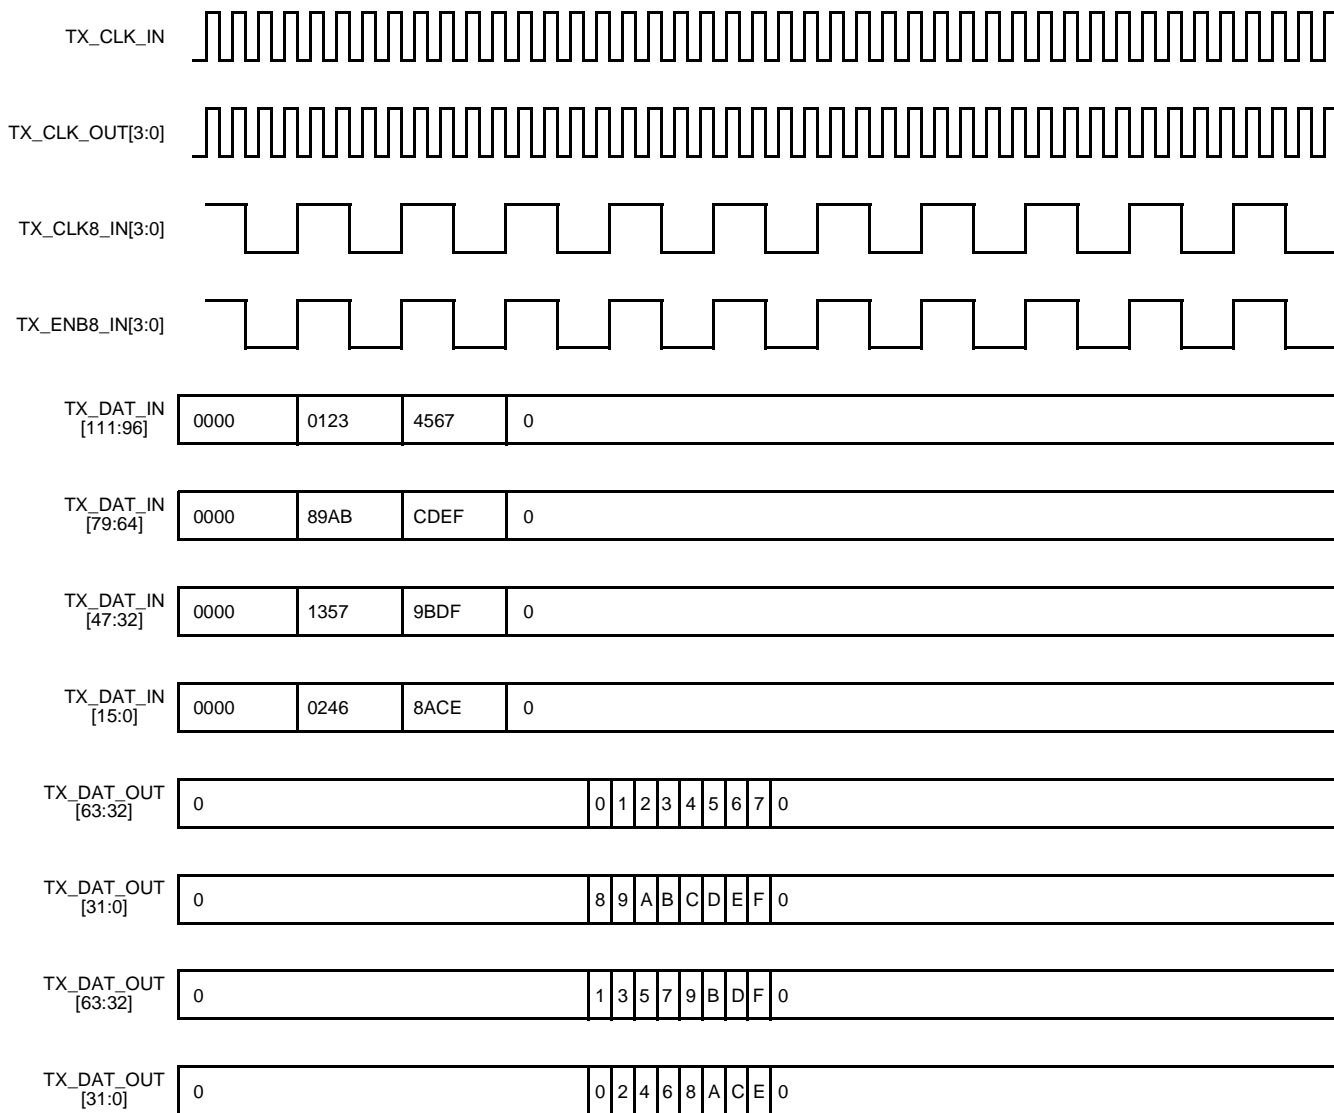 TX_CLK_IN
TX_CLK_OUT[3:0]
TX_CLK8_IN[3:0]
TX_ENB8_IN[3:0]
TX_DAT_IN
[111:96]
0000 0123 4567 0
TX_DAT_IN
[79:64]
0000 89AB CDEF 0
TX_DAT_IN
[47:32]
0000 1357 9BDF 0
TX_DAT_IN
[15:0]
0000 0246 8ACE 0
TX_DAT_OUT
[63:32]
0 0 1 2 3 4 5 6 7 0
TX_DAT_OUT
[31:0]
0 8 9 A B C D E F 0
TX_DAT_OUT
[63:32]
0 1 3 5 7 9 B D F 0
TX_DAT_OUT
[31:0]
0 0 2 4 6 8 A C E 0